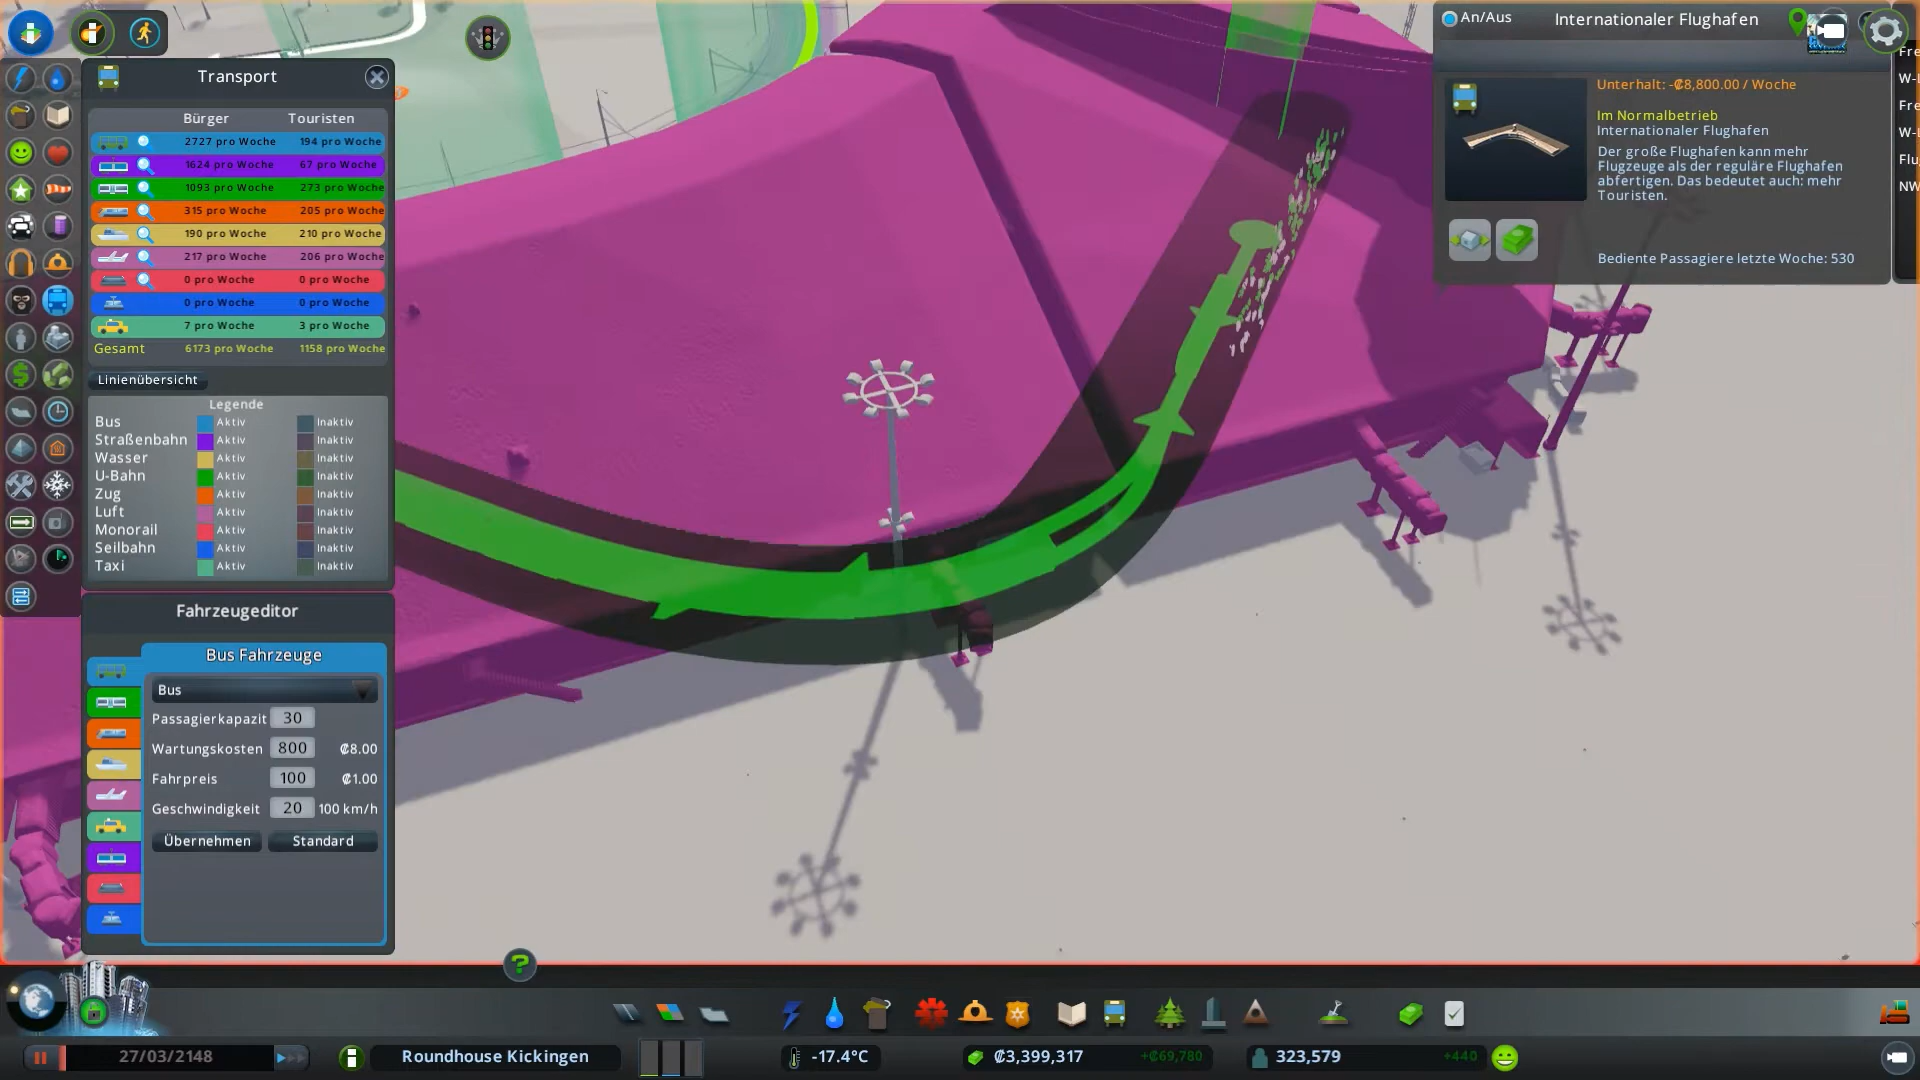 Transport
Bürger Touristen
2727 pro Woche 194 pro Woche
1624 pro Woche 67 pro Woche
1093 pro Woche 273 pro Woche
315 pro Woche 205 pro Woche
190 pro Woche 210 pro Woche
217 pro Woche 206 pro Woche
0 pro Woche 0 pro Woche
0 pro Woche 0 pro Woche
7 pro Woche 3 pro Woche
Gesamt 6173 pro Woche 1158 pro Woche
Linienübersicht
Legende
Bus Aktiv Inaktiv
Straßenbahn Aktiv Inaktiv
Wasser Aktiv Inaktiv
U-Bahn Aktiv Inaktiv
Zug Aktiv Inaktiv
Luft Aktiv Inaktiv
Monorail Aktiv Inaktiv
Seilbahn Aktiv Inaktiv
Taxi Aktiv Inaktiv
Fahrzeugeditor
Bus Fahrzeuge
Bus
Passagierkapazit 30
Wartungskosten 800 ₡8.00
Fahrpreis 100 ₡1.00
Geschwindigkeit 20 100 km/h
Übernehmen Standard
An/Aus Internationaler Flughafen
Unterhalt: -₡8,800.00 / Woche
Im Normalbetrieb
Internationaler Flughafen
Der große Flughafen kann mehr
Flugzeuge als der reguläre Flughafen
abfertigen. Das bedeutet auch: mehr
Touristen.
Bediente Passagiere letzte Woche: 530
Fre
W-L
Fre
W-L
Flu
NW
?
27/03/2148 Roundhouse Kickingen -17.4°C ₡3,399,317 +₡69,780 323,579 +440